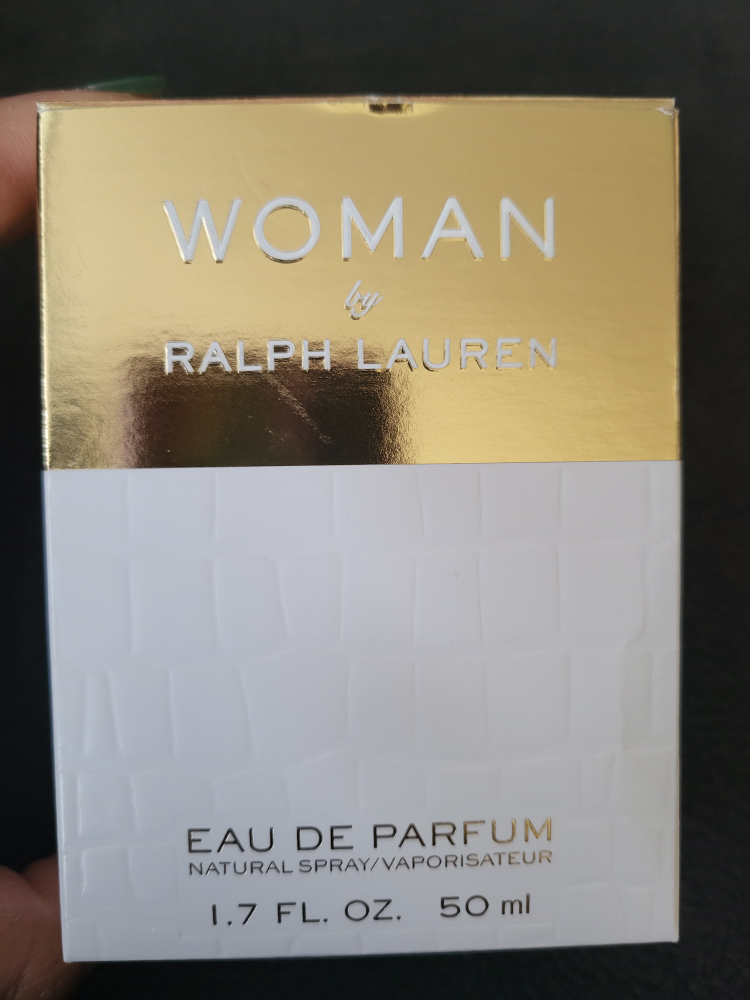 WOMAN
by
RALPH LAUREN
EAU DE PARFUM
NATURAL SPRAY/VAPORISATEUR
1.7 FL. OZ. 50 ml